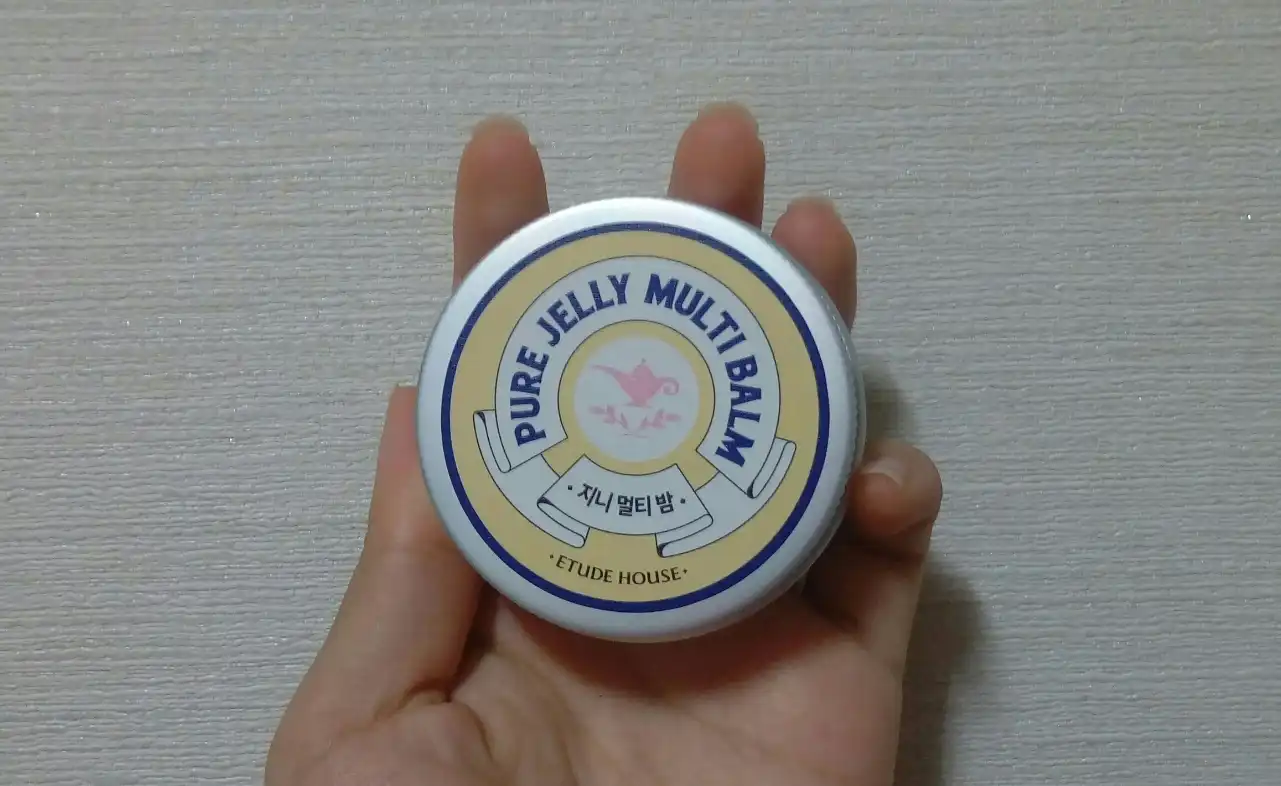 PURE JELLY MULTI BALM
· 지니 멀티 밤 ·
· ETUDE HOUSE ·